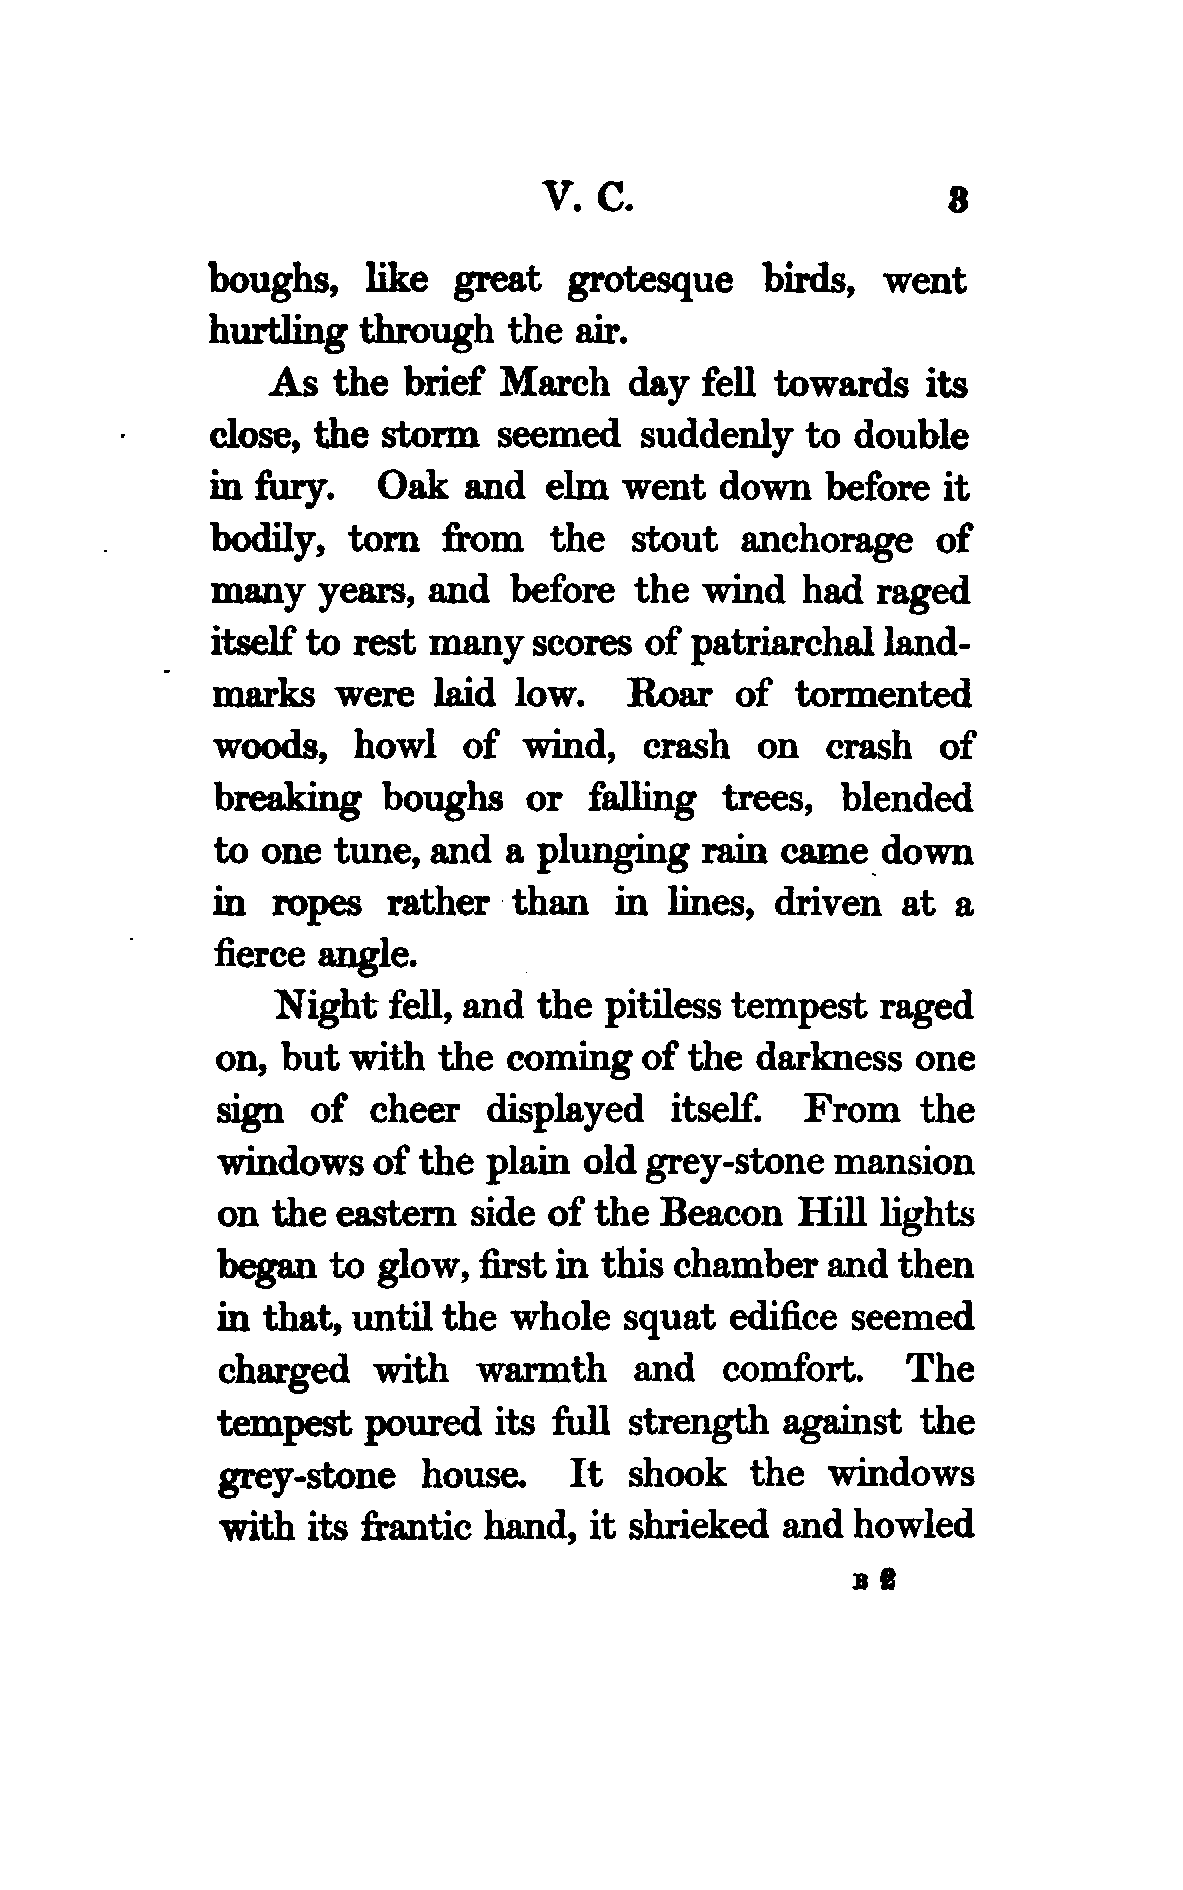 V. C. 3
boughs, like great grotesque birds, went
hurtling through the air.
As the brief March day fell towards its
close, the storm seemed suddenly to double
in fury. Oak and elm went down before it
bodily, torn from the stout anchorage of
many years, and before the wind had raged
itself to rest many scores of patriarchal land-
marks were laid low. Roar of tormented
woods, howl of wind, crash on crash of
breaking boughs or falling trees, blended
to one tune, and a plunging rain came down
in ropes rather than in lines, driven at a
fierce angle.
Night fell, and the pitiless tempest raged
on, but with the coming of the darkness one
sign of cheer displayed itself. From the
windows of the plain old grey-stone mansion
on the eastern side of the Beacon Hill lights
began to glow, first in this chamber and then
in that, until the whole squat edifice seemed
charged with warmth and comfort. The
tempest poured its full strength against the
grey-stone house. It shook the windows
with its frantic hand, it shrieked and howled
B 2